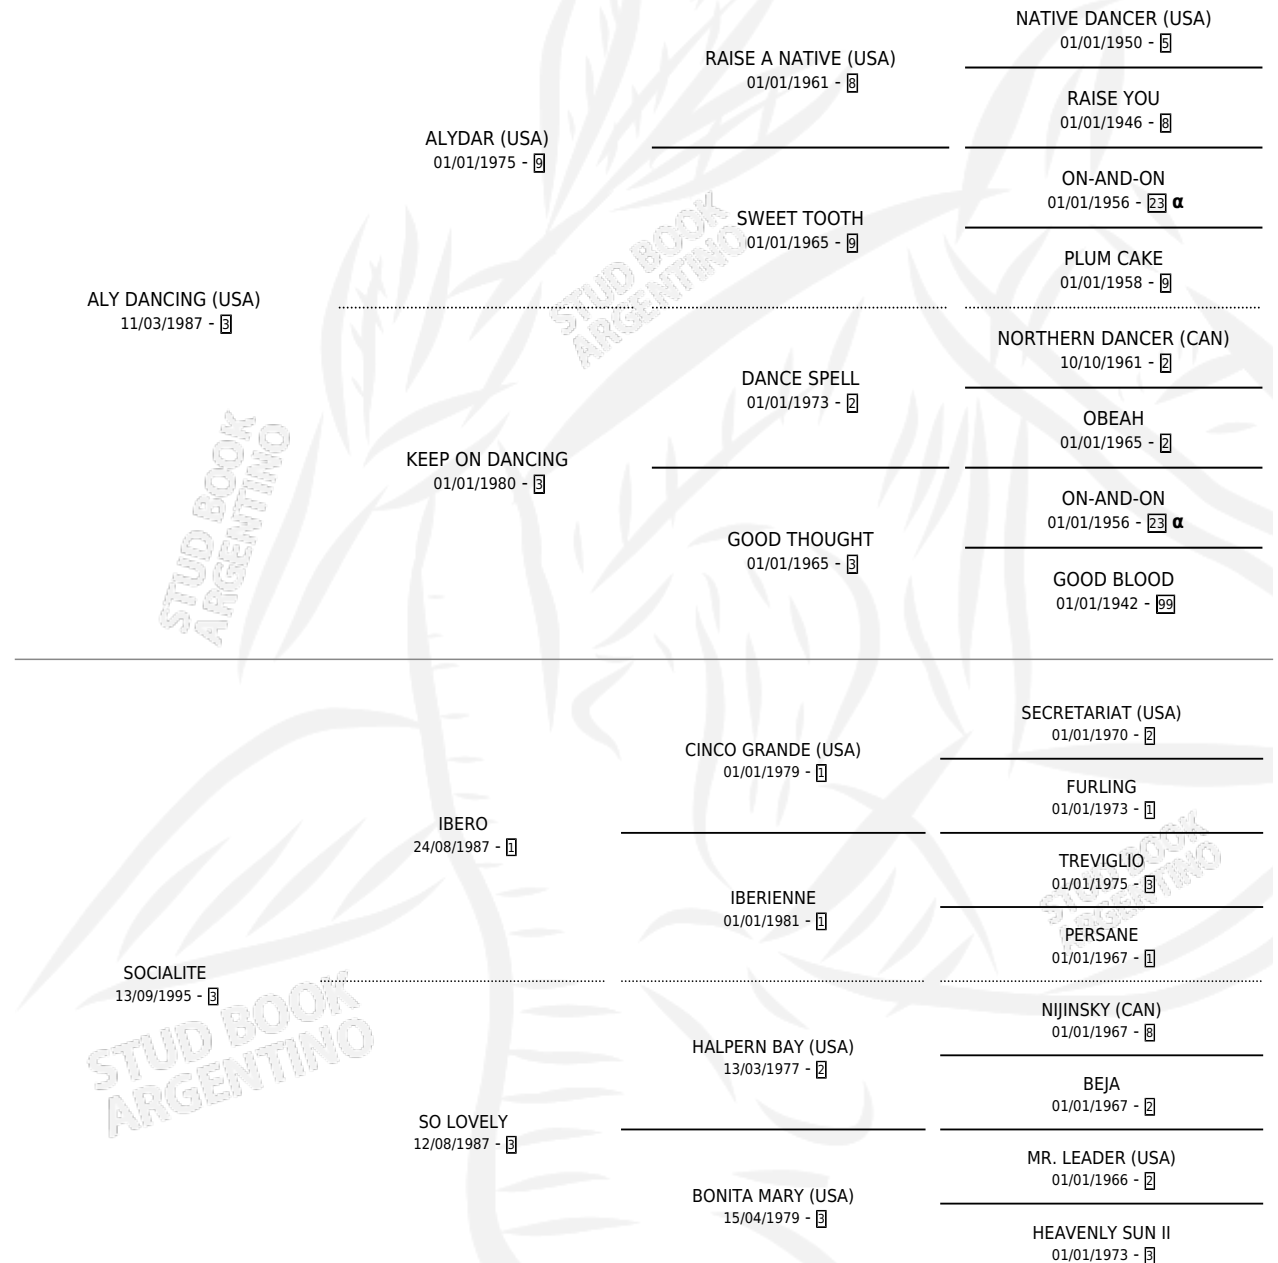 NATIVE DANCER (USA)
01/01/1950 - 5
RAISE A NATIVE (USA)
01/01/1961 - 8
RAISE YOU
01/01/1946 - 8
ALYDAR (USA)
01/01/1975 - 9
ON-AND-ON
01/01/1956 - 23 α
SWEET TOOTH
01/01/1965 - 9
PLUM CAKE
01/01/1958 - 9
ALY DANCING (USA)
11/03/1987 - 3
NORTHERN DANCER (CAN)
10/10/1961 - 2
DANCE SPELL
01/01/1973 - 2
OBEAH
01/01/1965 - 2
KEEP ON DANCING
01/01/1980 - 3
ON-AND-ON
01/01/1956 - 23 α
GOOD THOUGHT
01/01/1965 - 3
GOOD BLOOD
01/01/1942 - 99
SECRETARIAT (USA)
01/01/1970 - 2
CINCO GRANDE (USA)
01/01/1979 - 1
FURLING
01/01/1973 - 1
IBERO
24/08/1987 - 1
TREVIGLIO
01/01/1975 - 3
IBERIENNE
01/01/1981 - 1
PERSANE
01/01/1967 - 1
SOCIALITE
13/09/1995 - 3
NIJINSKY (CAN)
01/01/1967 - 8
HALPERN BAY (USA)
13/03/1977 - 2
BEJA
01/01/1967 - 2
SO LOVELY
12/08/1987 - 3
MR. LEADER (USA)
01/01/1966 - 2
BONITA MARY (USA)
15/04/1979 - 3
HEAVENLY SUN II
01/01/1973 - 3
STUD BOOK
ARGENTINO
STUD BOOK
ARGENTINO
STUD BOOK
ARGENTINO
STUD BOOK
ARGENTINO